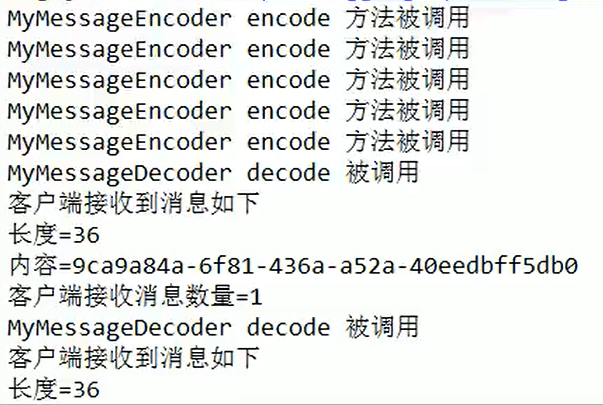 MyMessageEncoder encode 方法被调用
MyMessageEncoder encode 方法被调用
MyMessageEncoder encode 方法被调用
MyMessageEncoder encode 方法被调用
MyMessageEncoder encode 方法被调用
MyMessageDecoder decode 被调用
客户端接收到消息如下
长度=36
内容=9ca9a84a-6f81-436a-a52a-40eedbff5db0
客户端接收消息数量=1
MyMessageDecoder decode 被调用
客户端接收到消息如下
长度=36